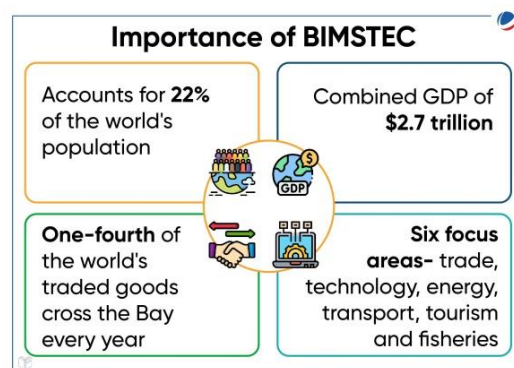 Importance of BIMSTEC
Accounts for 22%
of the world's
population
Combined GDP of
$2.7 trillion
$
GDP
One-fourth of
the world's
traded goods
cross the Bay
every year
Six focus
areas- trade,
technology, energy,
transport, tourism
and fisheries